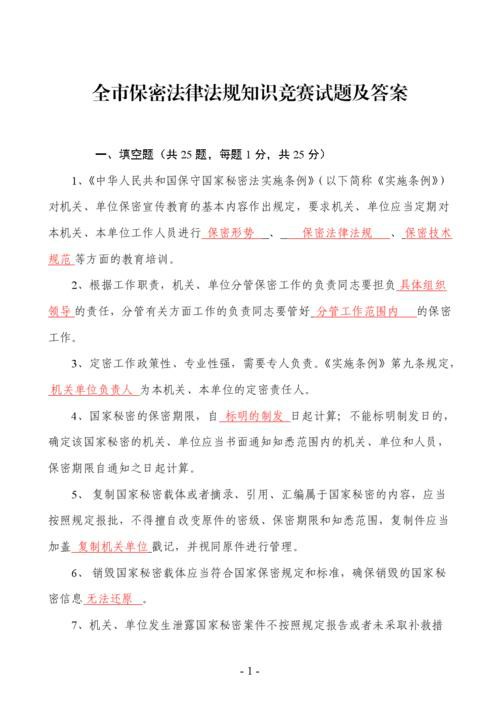 全市保密法律法规知识竞赛试题及答案
一、填空题（共25题，每题1分，共25分）
1、《中华人民共和国保守国家秘密法实施条例》（以下简称《实施条例》）
对机关、单位保密宣传教育的基本内容作出规定，要求机关、单位应当定期对
本机关、本单位工作人员进行 保密形势 、 保密法律法规 、 保密技术
规范 等方面的教育培训。
2、根据工作职责，机关、单位分管保密工作的负责同志要担负 具体组织
领导 的责任，分管有关方面工作的负责同志要管好 分管工作范围内 的保密
工作。
3、定密工作政策性、专业性强，需要专人负责。《实施条例》第九条规定，
机关单位负责人 为本机关、本单位的定密责任人。
4、国家秘密的保密期限，自 标明的制发 日起计算；不能标明制发日的，
确定该国家秘密的机关、单位应当书面通知知悉范围内的机关、单位和人员，
保密期限自通知之日起计算。
5、 复制国家秘密载体或者摘录、引用、汇编属于国家秘密的内容，应当
按照规定报批，不得擅自改变原件的密级、保密期限和知悉范围，复制件应当
加盖 复制机关单位 戳记，并视同原件进行管理。
6、 销毁国家秘密载体应当符合国家保密规定和标准，确保销毁的国家秘
密信息 无法还原 。
7、机关、单位发生泄露国家秘密案件不按照规定报告或者未采取补救措
- 1 -